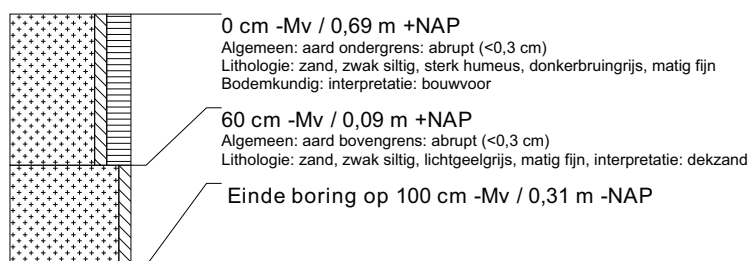 0 cm -Mv / 0,69 m +NAP
Algemeen: aard ondergrens: abrupt (<0,3 cm)
Lithologie: zand, zwak siltig, sterk humeus, donkerbruingrijs, matig fijn
Bodemkundig: interpretatie: bouwvoor
60 cm -Mv / 0,09 m +NAP
Algemeen: aard bovengrens: abrupt (<0,3 cm)
Lithologie: zand, zwak siltig, lichtgeelgrijs, matig fijn, interpretatie: dekzand
Einde boring op 100 cm -Mv / 0,31 m -NAP